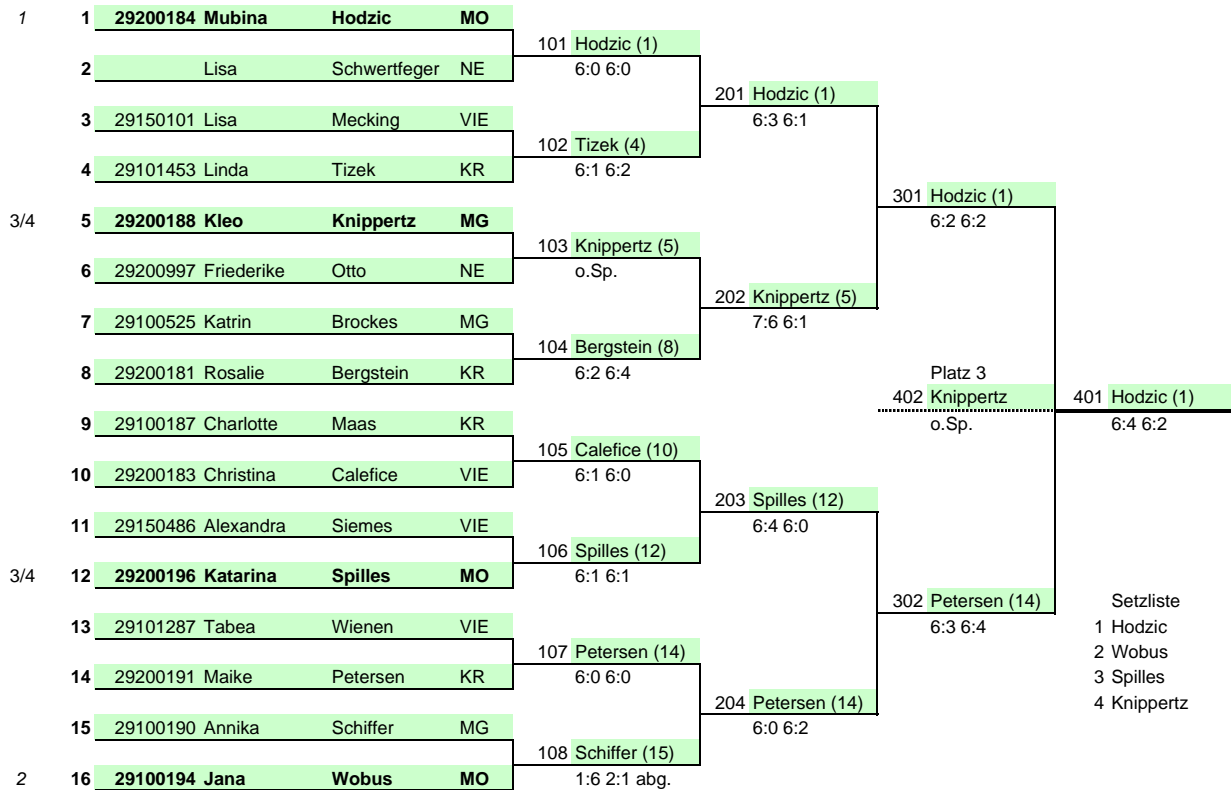 1 1 29200184 Mubina Hodzic MO
101 Hodzic (1)
2 Lisa Schwertfeger NE 6:0 6:0
201 Hodzic (1)
3 29150101 Lisa Mecking VIE 6:3 6:1
102 Tizek (4)
4 29101453 Linda Tizek KR 6:1 6:2
301 Hodzic (1)
3/4 5 29200188 Kleo Knippertz MG 6:2 6:2
103 Knippertz (5)
6 29200997 Friederike Otto NE o.Sp.
202 Knippertz (5)
7 29100525 Katrin Brockes MG 7:6 6:1
104 Bergstein (8)
8 29200181 Rosalie Bergstein KR 6:2 6:4 Platz 3
402 Knippertz 401 Hodzic (1)
9 29100187 Charlotte Maas KR o.Sp. 6:4 6:2
105 Calefice (10)
10 29200183 Christina Calefice VIE 6:1 6:0
203 Spilles (12)
11 29150486 Alexandra Siemes VIE 6:4 6:0
106 Spilles (12)
3/4 12 29200196 Katarina Spilles MO 6:1 6:1
302 Petersen (14) Setzliste
13 29101287 Tabea Wienen VIE 6:3 6:4 1 Hodzic
107 Petersen (14) 2 Wobus
14 29200191 Maike Petersen KR 6:0 6:0 3 Spilles
204 Petersen (14) 4 Knippertz
15 29100190 Annika Schiffer MG 6:0 6:2
108 Schiffer (15)
2 16 29100194 Jana Wobus MO 1:6 2:1 abg.